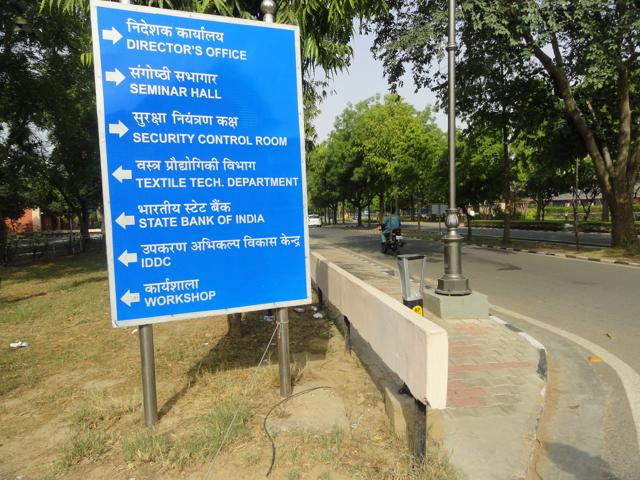 निदेशक कार्यालय
DIRECTOR'S OFFICE
संगोष्ठी सभागार
SEMINAR HALL
सुरक्षा नियंत्रण कक्ष
SECURITY CONTROL ROOM
वस्त्र प्रौद्योगिकी विभाग
TEXTILE TECH. DEPARTMENT
भारतीय स्टेट बैंक
STATE BANK OF INDIA
उपकरण अभिकल्प विकास केन्द्र
IDDC
कार्यशाला
WORKSHOP